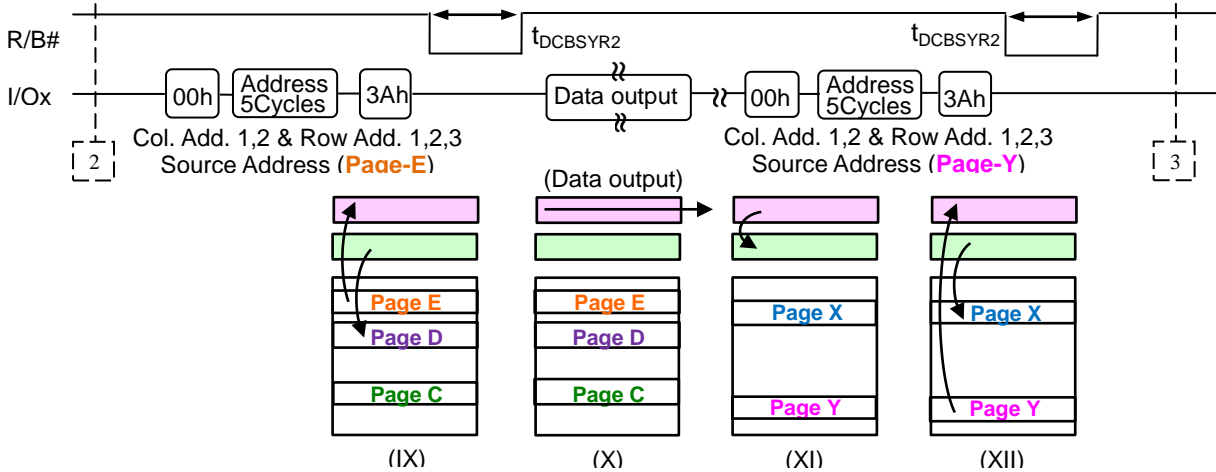 R/B#
tDCBSYR2
tDCBSYR2
I/Ox
00h
Address
5Cycles
3Ah
Data output
00h
Address
5Cycles
3Ah
Col. Add. 1,2 & Row Add. 1,2,3
Source Address (Page-E)
Col. Add. 1,2 & Row Add. 1,2,3
Source Address (Page-Y)
2
3
(Data output)
Page E
Page E
Page X
Page X
Page D
Page D
Page C
Page C
Page Y
Page Y
(IX)
(X)
(XI)
(XII)